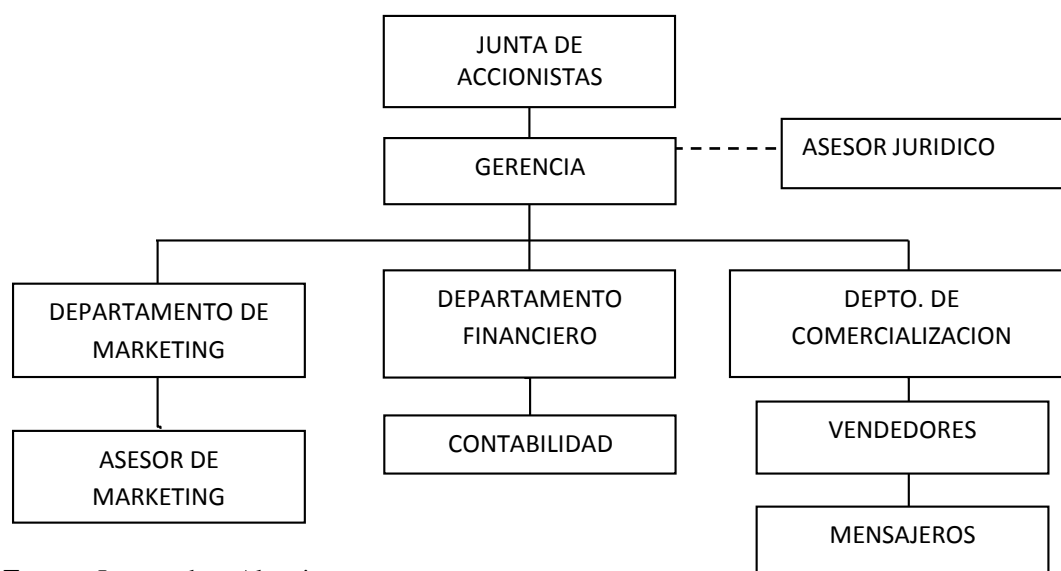 JUNTA DE
ACCIONISTAS
GERENCIA
ASESOR JURIDICO
DEPARTAMENTO DE
MARKETING
DEPARTAMENTO
FINANCIERO
DEPTO. DE
COMERCIALIZACION
ASESOR DE
MARKETING
CONTABILIDAD
VENDEDORES
MENSAJEROS